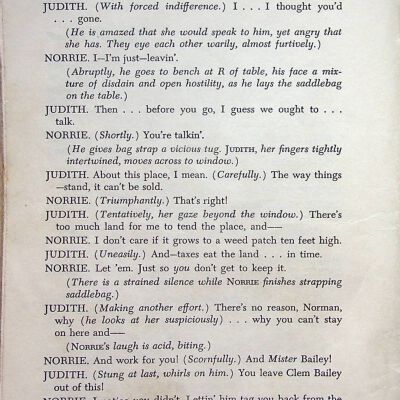 JUDITH. (With forced indifference.) I . . . I thought you'd
. . . gone.
(He is amazed that she would speak to him, yet angry that
she has. They eye each other warily, almost furtively.)
NORRIE. I—I'm just—leavin'.
(Abruptly, he goes to bench at R of table, his face a mix-
ture of disdain and open hostility, as he lays the saddlebag
on the table.)
JUDITH. Then . . . before you go, I guess we ought to . . .
talk.
NORRIE. (Shortly.) You're talkin'.
(He gives bag strap a vicious tug. JUDITH, her fingers tightly
intertwined, moves across to window.)
JUDITH. About this place, I mean. (Carefully.) The way things
—stand, it can't be sold.
NORRIE. (Triumphantly.) That's right!
JUDITH. (Tentatively, her gaze beyond the window.) There's
too much land for me to tend the place, and——
NORRIE. I don't care if it grows to a weed patch ten feet high.
JUDITH. (Uneasily.) And—taxes eat the land . . . in time.
NORRIE. Let 'em. Just so you don't get to keep it.
(There is a strained silence while NORRIE finishes strapping
saddlebag.)
JUDITH. (Making another effort.) There's no reason, Norman,
why (he looks at her suspiciously) . . . why you can't stay
on here and——
(NORRIE'S laugh is acid, biting.)
NORRIE. And work for you! (Scornfully.) And Mister Bailey!
JUDITH. (Stung at last, whirls on him.) You leave Clem Bailey
out of this!
you didn't. Lettin' him tag you back from the